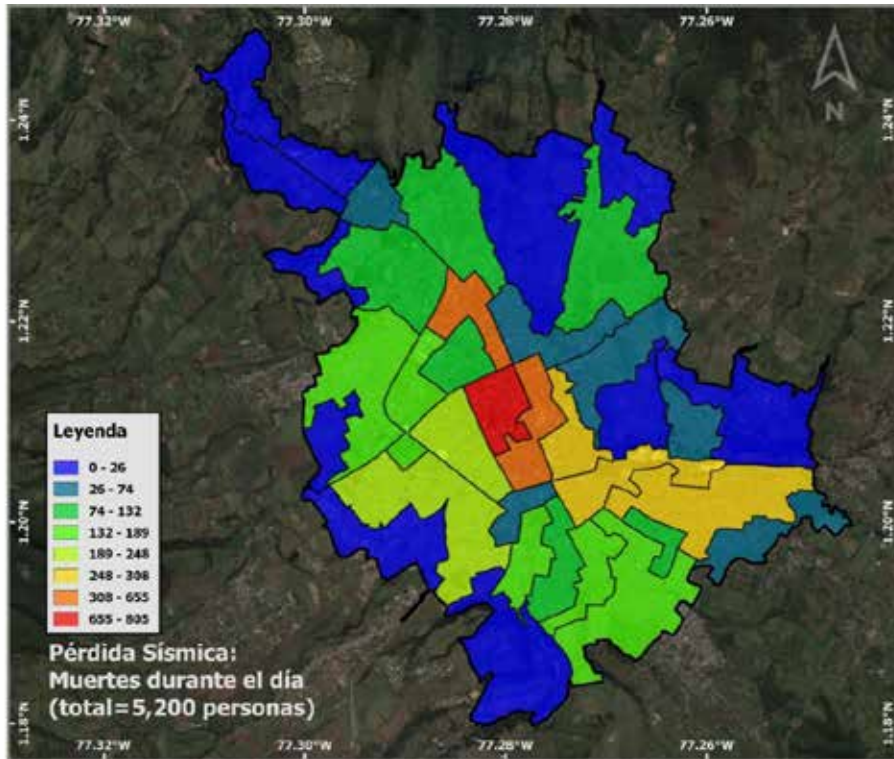 77.32°W 77.30°W 77.28°W 77.26°W
1.24°N
1.24°N
N
1.22°N
1.22°N
Leyenda
0 - 26
26 - 74
74 - 132
132 - 189
189 - 248
248 - 308
308 - 655
655 - 805
1.20°N
1.20°N
Pérdida Sísmica:
Muertes durante el día
(total=5,200 personas)
1.18°N
1.18°N
77.32°W 77.30°W 77.28°W 77.26°W